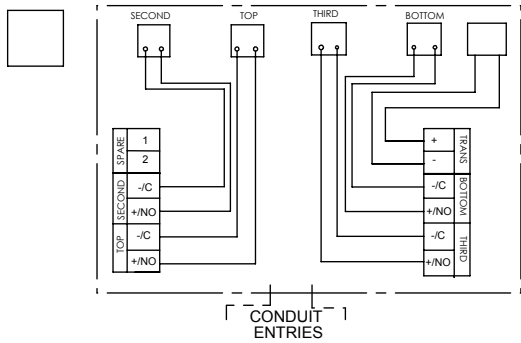 SECOND
TOP
THIRD
BOTTOM
SPARE
1
2
SECOND
-/C
+/NO
TOP
-/C
+/NO
+
-
TRANS
-/C
+/NO
BOTTOM
-/C
+/NO
THIRD
CONDUIT
ENTRIES